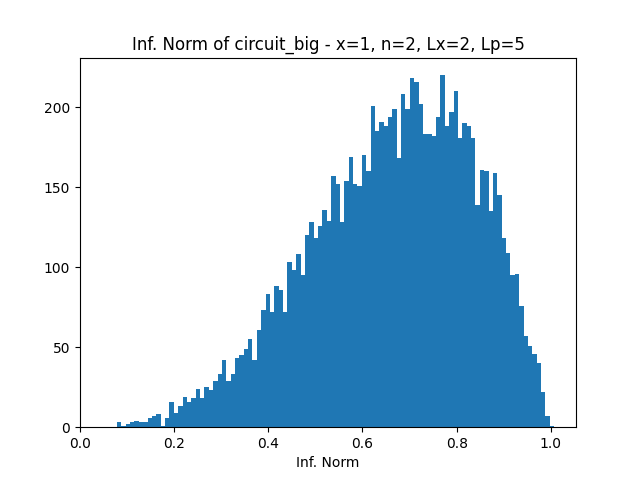 Inf. Norm of circuit_big - x=1, n=2, Lx=2, Lp=5
200
150
100
50
0
0.0 0.2 0.4 0.6 0.8 1.0
Inf. Norm